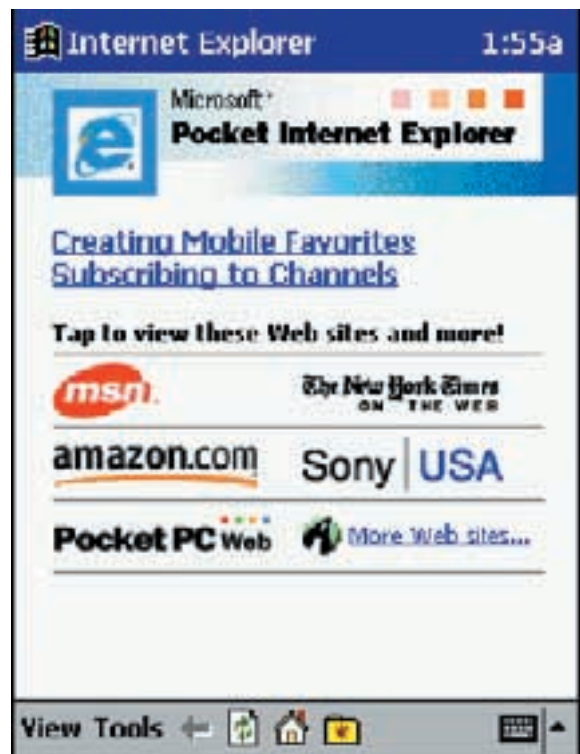 Internet Explorer 1:55a
Microsoft
Pocket Internet Explorer
Creating Mobile Favorites
Subscribing to Channels
Tap to view these Web sites and more!
msn.
The New York Times
ON THE WEB
amazon.com
Sony | USA
Pocket PC Web
More Web sites...
View Tools